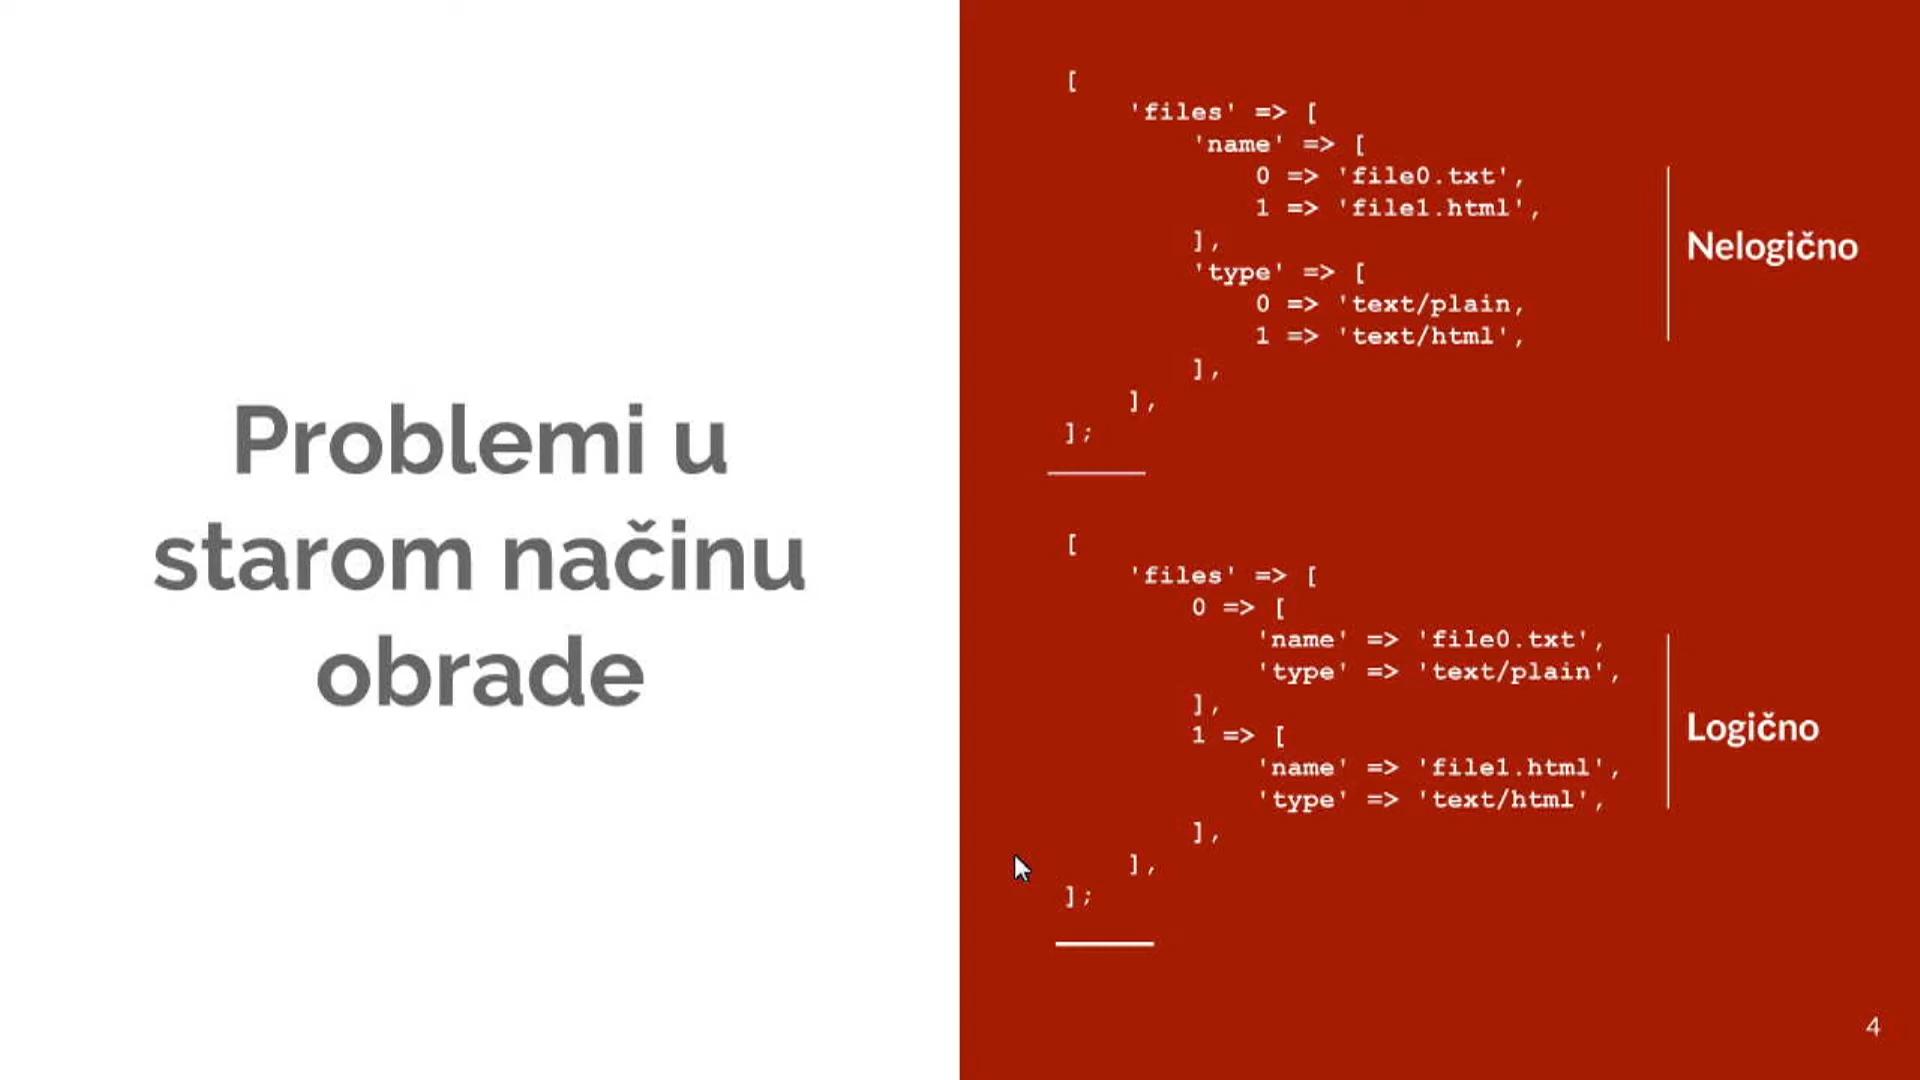 Problemi u
starom načinu
obrade
[
'files' => [
'name' => [
0 => 'file0.txt',
1 => 'file1.html',
],
'type' => [
0 => 'text/plain,
1 => 'text/html',
],
],
];
Nelogično
[
'files' => [
0 => [
'name' => 'file0.txt',
'type' => 'text/plain',
],
1 => [
'name' => 'file1.html',
'type' => 'text/html',
],
],
];
Logično
4